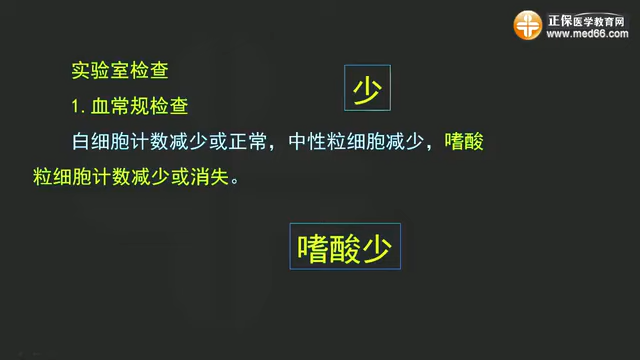 正保医学教育网
www.med66.com
实验室检查
少
1.血常规检查
白细胞计数减少或正常，中性粒细胞减少，嗜酸
粒细胞计数减少或消失。
嗜酸少